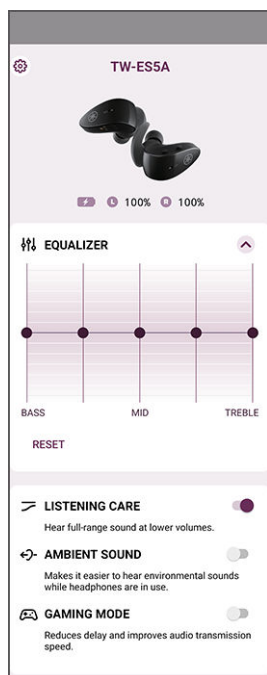 TW-ES5A
L 100% R 100%
EQUALIZER
BASS MID TREBLE
RESET
LISTENING CARE
Hear full-range sound at lower volumes.
AMBIENT SOUND
Makes it easier to hear environmental sounds
while headphones are in use.
GAMING MODE
Reduces delay and improves audio transmission
speed.